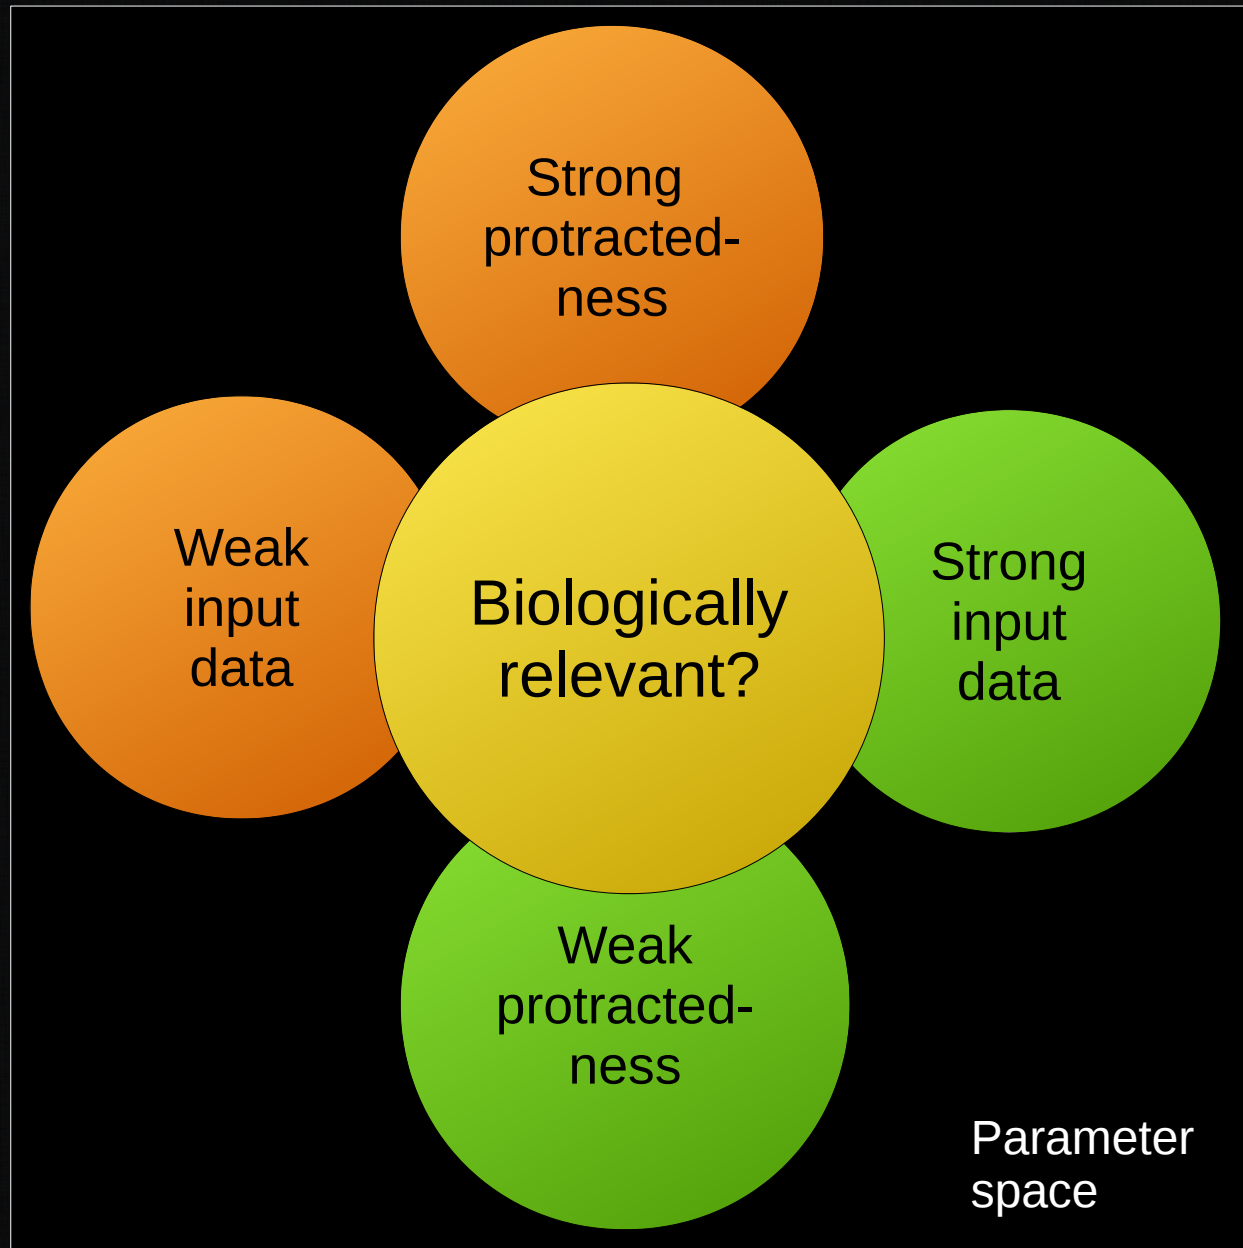 Strong
protracted-
ness
Weak
input
data
Biologically
relevant?
Strong
input
data
Weak
protracted-
ness
Parameter
space